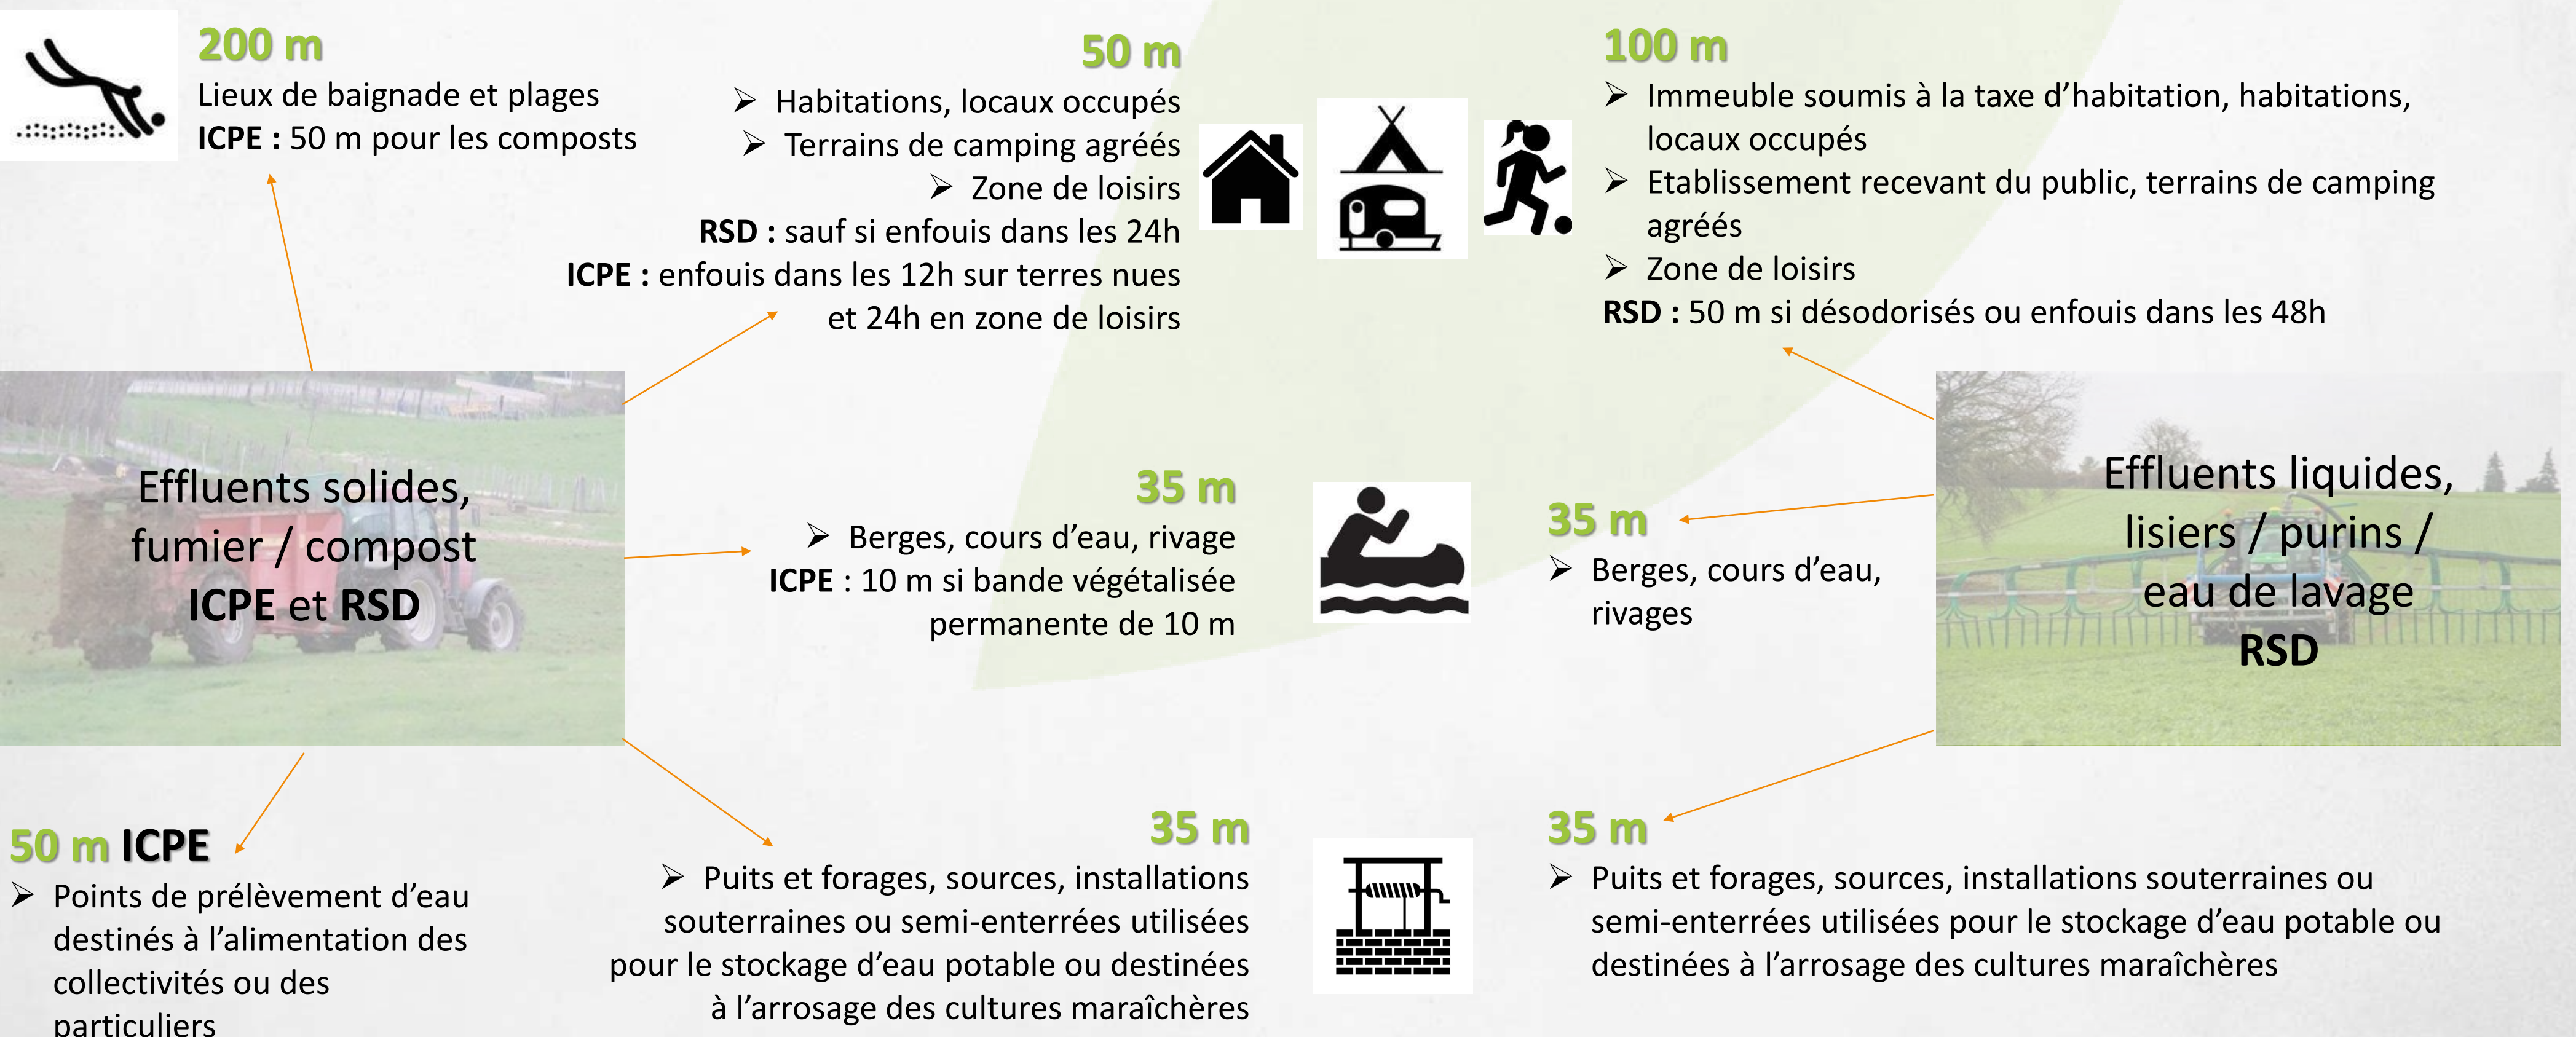 200 m
Lieux de baignade et plages
ICPE : 50 m pour les composts
50 m
➢ Habitations, locaux occupés
➢ Terrains de camping agréés
➢ Zone de loisirs
RSD : sauf si enfouis dans les 24h
ICPE : enfouis dans les 12h sur terres nues
et 24h en zone de loisirs
100 m
➢ Immeuble soumis à la taxe d’habitation, habitations,
locaux occupés
➢ Etablissement recevant du public, terrains de camping
agréés
➢ Zone de loisirs
RSD : 50 m si désodorisés ou enfouis dans les 48h
Effluents solides,
fumier / compost
ICPE et RSD
35 m
➢ Berges, cours d’eau, rivage
ICPE : 10 m si bande végétalisée
permanente de 10 m
35 m
➢ Berges, cours d’eau,
rivages
Effluents liquides,
lisiers / purins /
eau de lavage
RSD
50 m ICPE
➢ Points de prélèvement d’eau
destinés à l’alimentation des
collectivités ou des
particuliers
35 m
➢ Puits et forages, sources, installations
souterraines ou semi-enterrées utilisées
pour le stockage d’eau potable ou destinées
à l’arrosage des cultures maraîchères
35 m
➢ Puits et forages, sources, installations souterraines ou
semi-enterrées utilisées pour le stockage d’eau potable ou
destinées à l’arrosage des cultures maraîchères